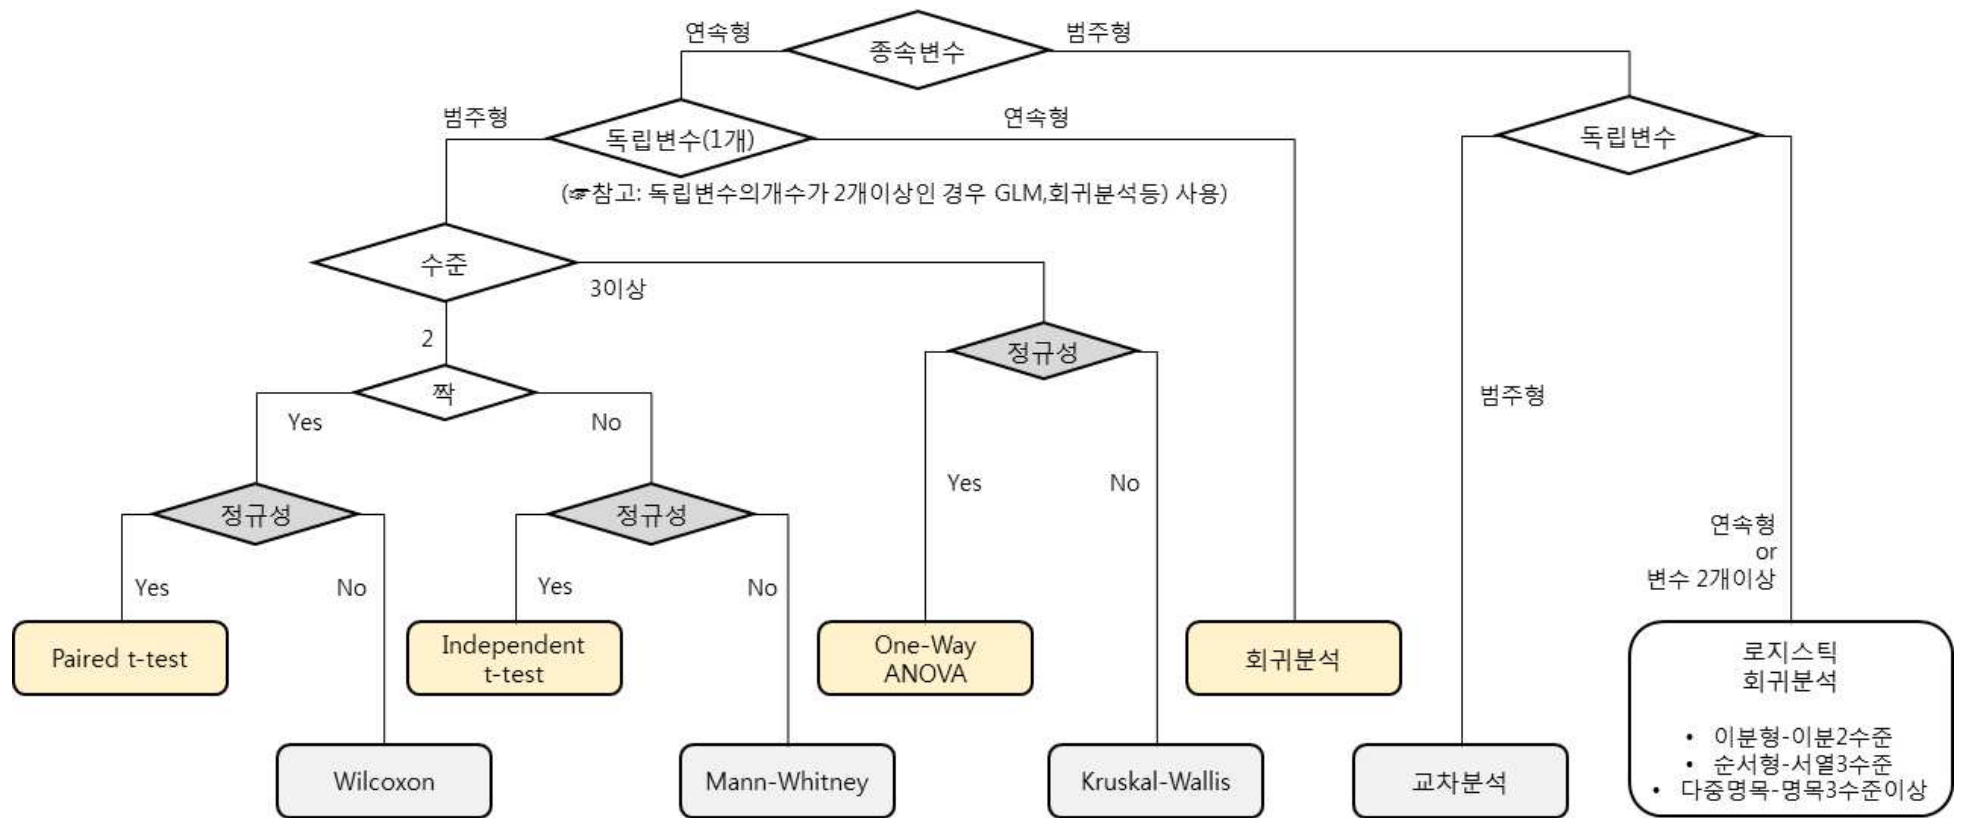 연속형
종속변수
범주형
범주형
독립변수(1개)
연속형
독립변수
(☞참고: 독립변수의개수가 2개이상인 경우 GLM,회귀분석등) 사용)
수준
3이상
2
정규성
짝
범주형
Yes
No
Yes
No
정규성
정규성
연속형
or
변수 2개이상
Yes
No
Yes
No
Paired t-test
Independent
t-test
One-Way
ANOVA
회귀분석
로지스틱
회귀분석
• 이분형-이분2수준
• 순서형-서열3수준
• 다중명목-명목3수준이상
Wilcoxon
Mann-Whitney
Kruskal-Wallis
교차분석